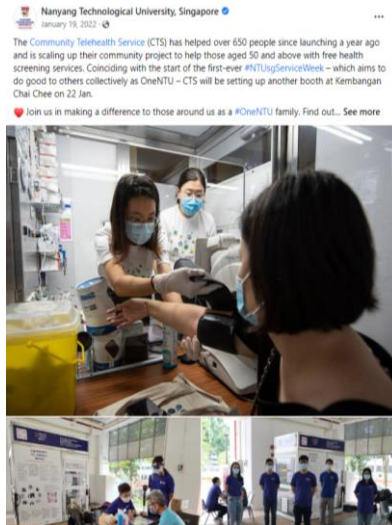 Nanyang Technological University, Singapore
January 19, 2022
The Community Telehealth Service (CTS) has helped over 650 people since launching a year ago
and is scaling up their community project to help those aged 50 and above with free health
screening services. Coinciding with the start of the first-ever #NTUsgServiceWeek – which aims to
do good to others collectively as OneNTU – CTS will be setting up another booth at Kembangan
Chai Chee on 22 Jan.
Join us in making a difference to those around us as a #OneNTU family. Find out... See more